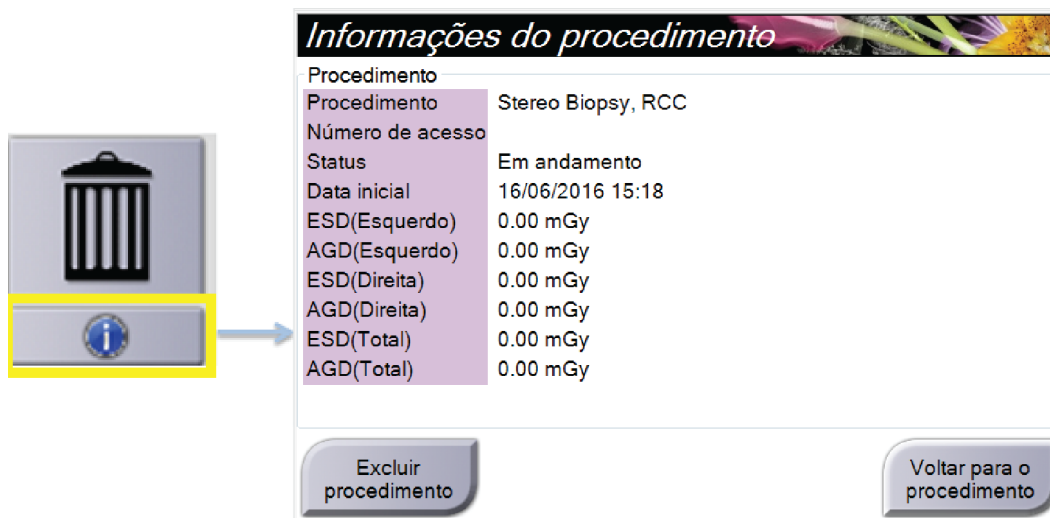 Informações do procedimento
Procedimento
Procedimento Stereo Biopsy, RCC
Número de acesso
Status Em andamento
Data inicial 16/06/2016 15:18
ESD(Esquerdo) 0.00 mGy
AGD(Esquerdo) 0.00 mGy
ESD(Direita) 0.00 mGy
AGD(Direita) 0.00 mGy
ESD(Total) 0.00 mGy
AGD(Total) 0.00 mGy
Excluir
procedimento
Voltar para o
procedimento